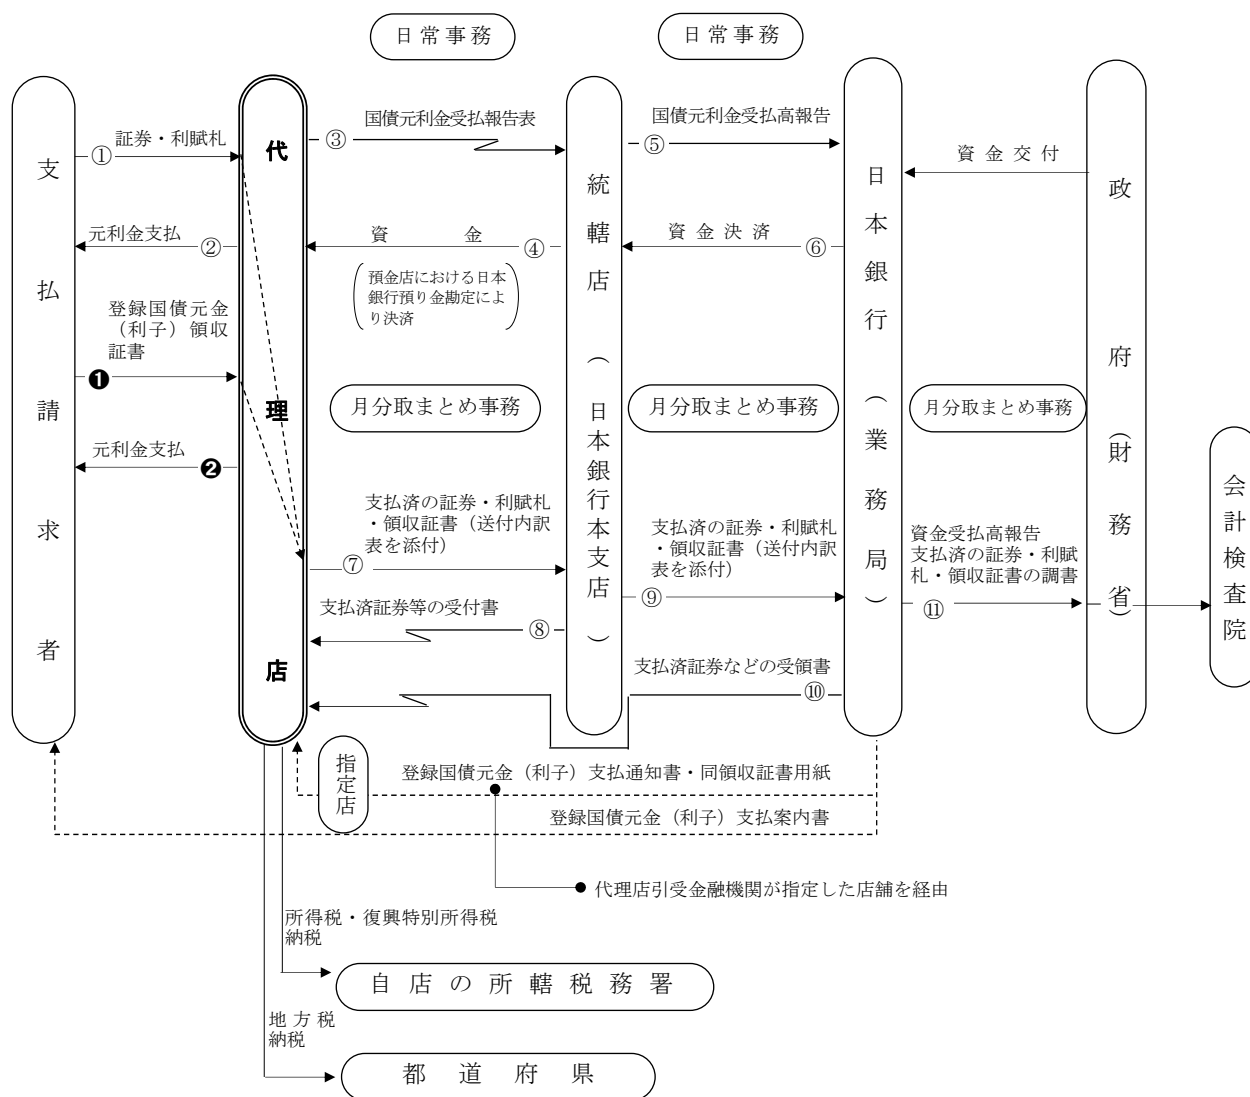 日常事務
日常事務
支払請求者
代理店
統轄店（日本銀行本支店）
日本銀行（業務局）
政府（財務省）
会計検査院
① 証券・利賦札
③ 国債元利金受払報告表
⑤ 国債元利金受払高報告
資金交付
元利金支払 ②
資金 ④
資金決済 ⑥
預金店における日本
銀行預り金勘定によ
り決済
登録国債元金
（利子）領収
証書
❶
月分取まとめ事務
月分取まとめ事務
月分取まとめ事務
元利金支払 ❷
支払済の証券・利賦札
・領収証書（送付内訳
表を添付）
⑦
支払済の証券・利賦札
・領収証書（送付内訳
表を添付）
⑨
資金受払高報告
支払済の証券・利賦
札・領収証書の調書
⑪
支払済証券等の受付書
⑧
支払済証券などの受領書
⑩
指定店
登録国債元金（利子）支払通知書・同領収証書用紙
登録国債元金（利子）支払案内書
代理店引受金融機関が指定した店舗を経由
所得税・復興特別所得税
納税
自店の所轄税務署
地方税
納税
都道府県